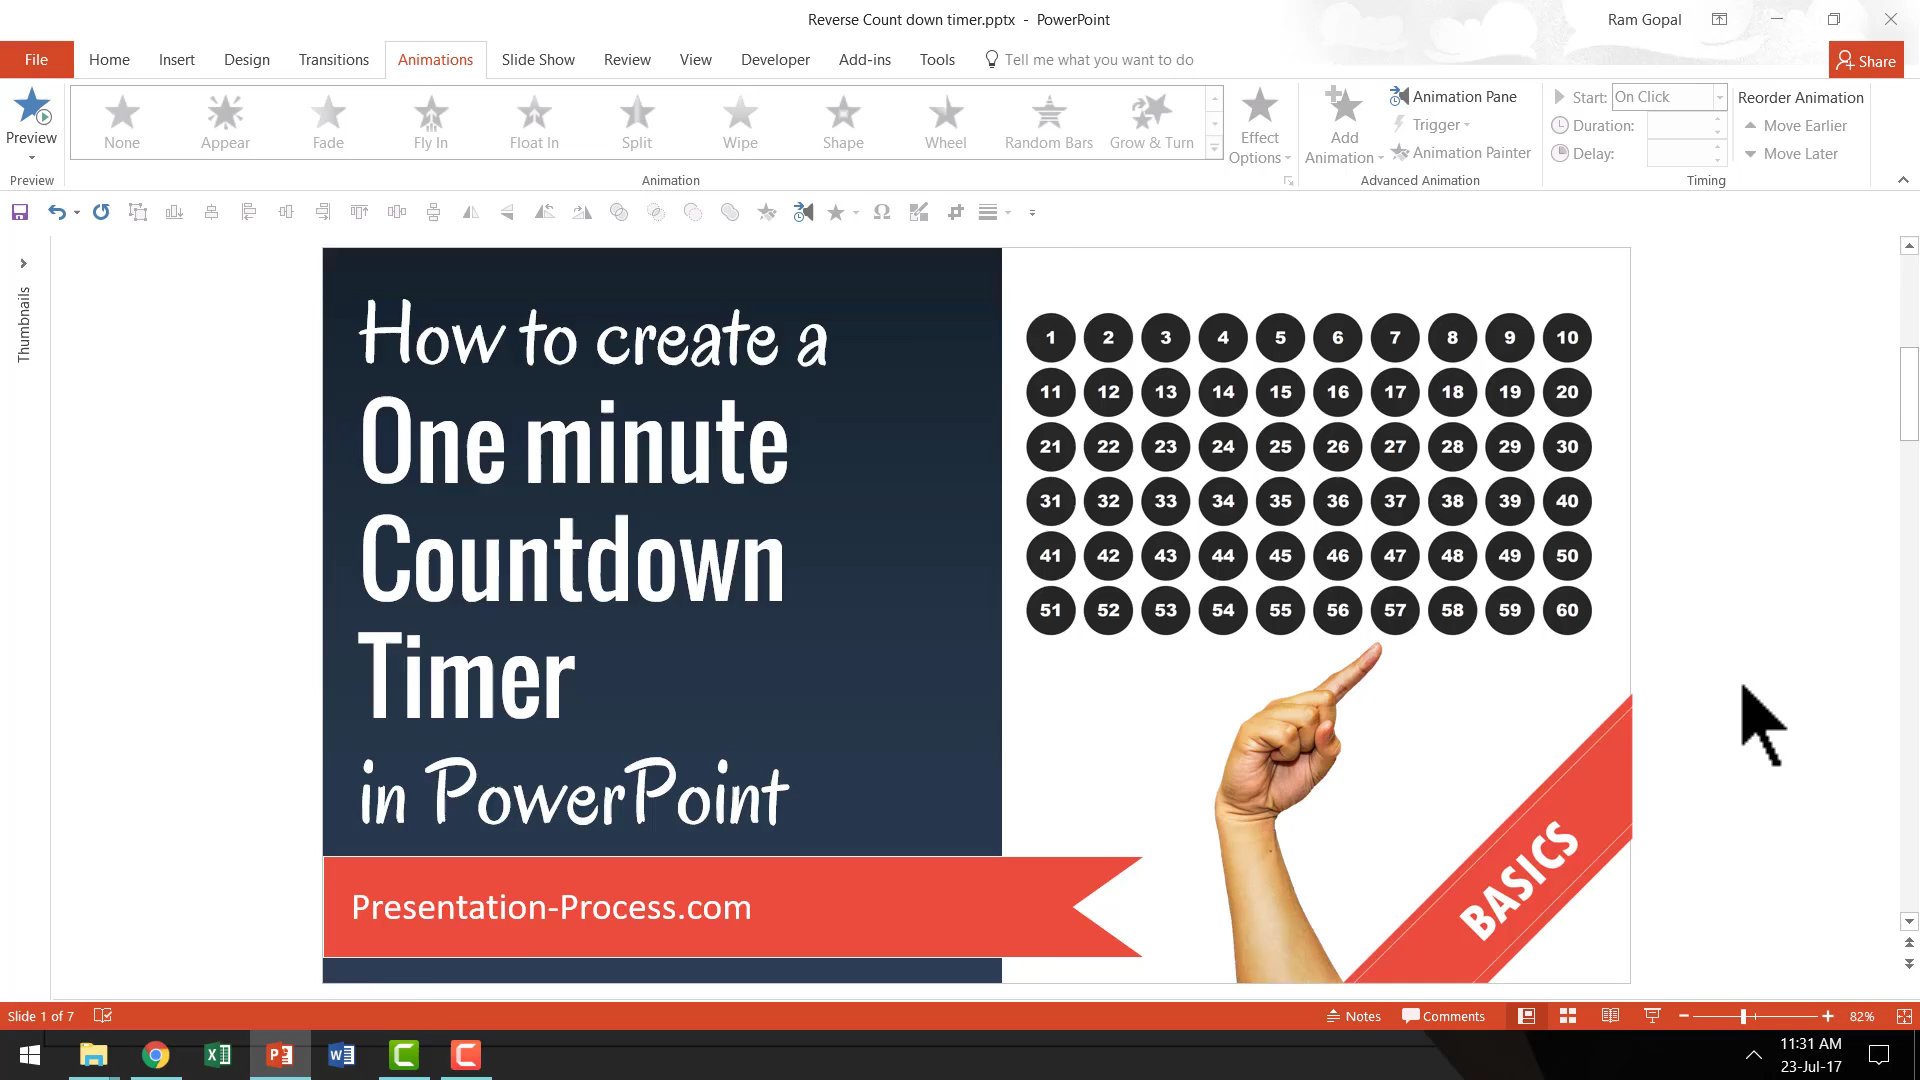 Reverse Count down timer.pptx - PowerPoint
Ram Gopal
File Home Insert Design Transitions Animations Slide Show Review View Developer Add-ins Tools Tell me what you want to do Share
Preview
None Appear Fade Fly In Float In Split Wipe Shape Wheel Random Bars Grow & Turn
Effect Options
Add Animation
Animation Pane
Trigger
Animation Painter
Start: On Click
Duration:
Delay:
Reorder Animation
Move Earlier
Move Later
Preview Animation Advanced Animation Timing
Thumbnails
How to create a
One minute
Countdown
Timer
in PowerPoint
Presentation-Process.com
1 2 3 4 5 6 7 8 9 10
11 12 13 14 15 16 17 18 19 20
21 22 23 24 25 26 27 28 29 30
31 32 33 34 35 36 37 38 39 40
41 42 43 44 45 46 47 48 49 50
51 52 53 54 55 56 57 58 59 60
BASICS
Slide 1 of 7
Notes Comments 82%
11:31 AM
23-Jul-17